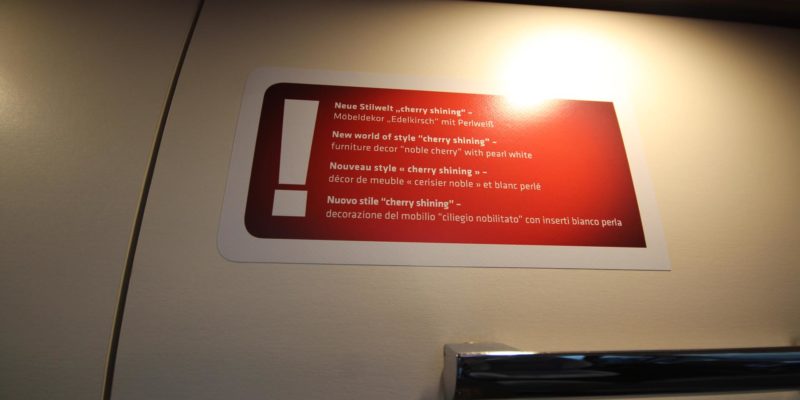 !
Neue Stilwelt „cherry shining“ –
Möbeldekor „Edelkirsch“ mit Perlweiß
New world of style “cherry shining” –
furniture decor “noble cherry” with pearl white
Nouveau style « cherry shining » –
décor de meuble « cerisier noble » et blanc perlé
Nuovo stile “cherry shining” –
decorazione del mobilio “ciliegio nobilitato” con inserti bianco perla